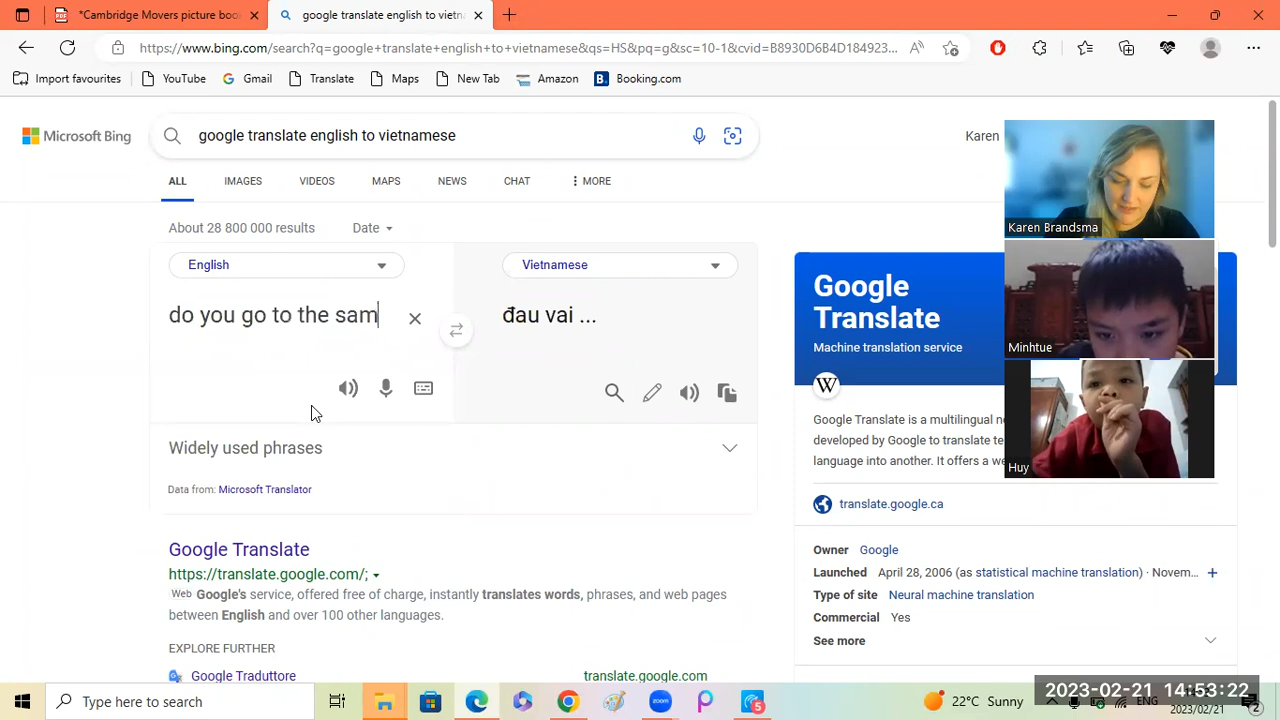 "Cambridge Movers picture boo
google translate english to vietn
https://www.bing.com/search?q=google+translate+english+to+vietnamese&qs=HS&pq=g&sc=10-1&cvid=B8930D6B4D184923...
Import favourites
YouTube
Gmail
Translate
Maps
New Tab
Amazon
Booking.com
Microsoft Bing
google translate english to vietnamese
Karen
ALL
IMAGES
VIDEOS
MAPS
NEWS
CHAT
MORE
About 28 800 000 results
Date
English
Vietnamese
do you go to the sam
đau vai ...
Widely used phrases
Data from: Microsoft Translator
Google Translate
https://translate.google.com/;
Web Google's service, offered free of charge, instantly translates words, phrases, and web pages
between English and over 100 other languages.
EXPLORE FURTHER
Google Traduttore
translate.google.com
Google
Translate
Machine translation service
W
Google Translate is a multilingual ne
developed by Google to translate te
language into another. It offers a we
translate.google.ca
Owner Google
Launched April 28, 2006 (as statistical machine translation) · Novem...
Type of site Neural machine translation
Commercial Yes
See more
Karen Brandsma
Minhtue
Huy
Type here to search
zoom
5
22°C Sunny
ENG
2023-02-21 14:53:22
2023/02/21
2